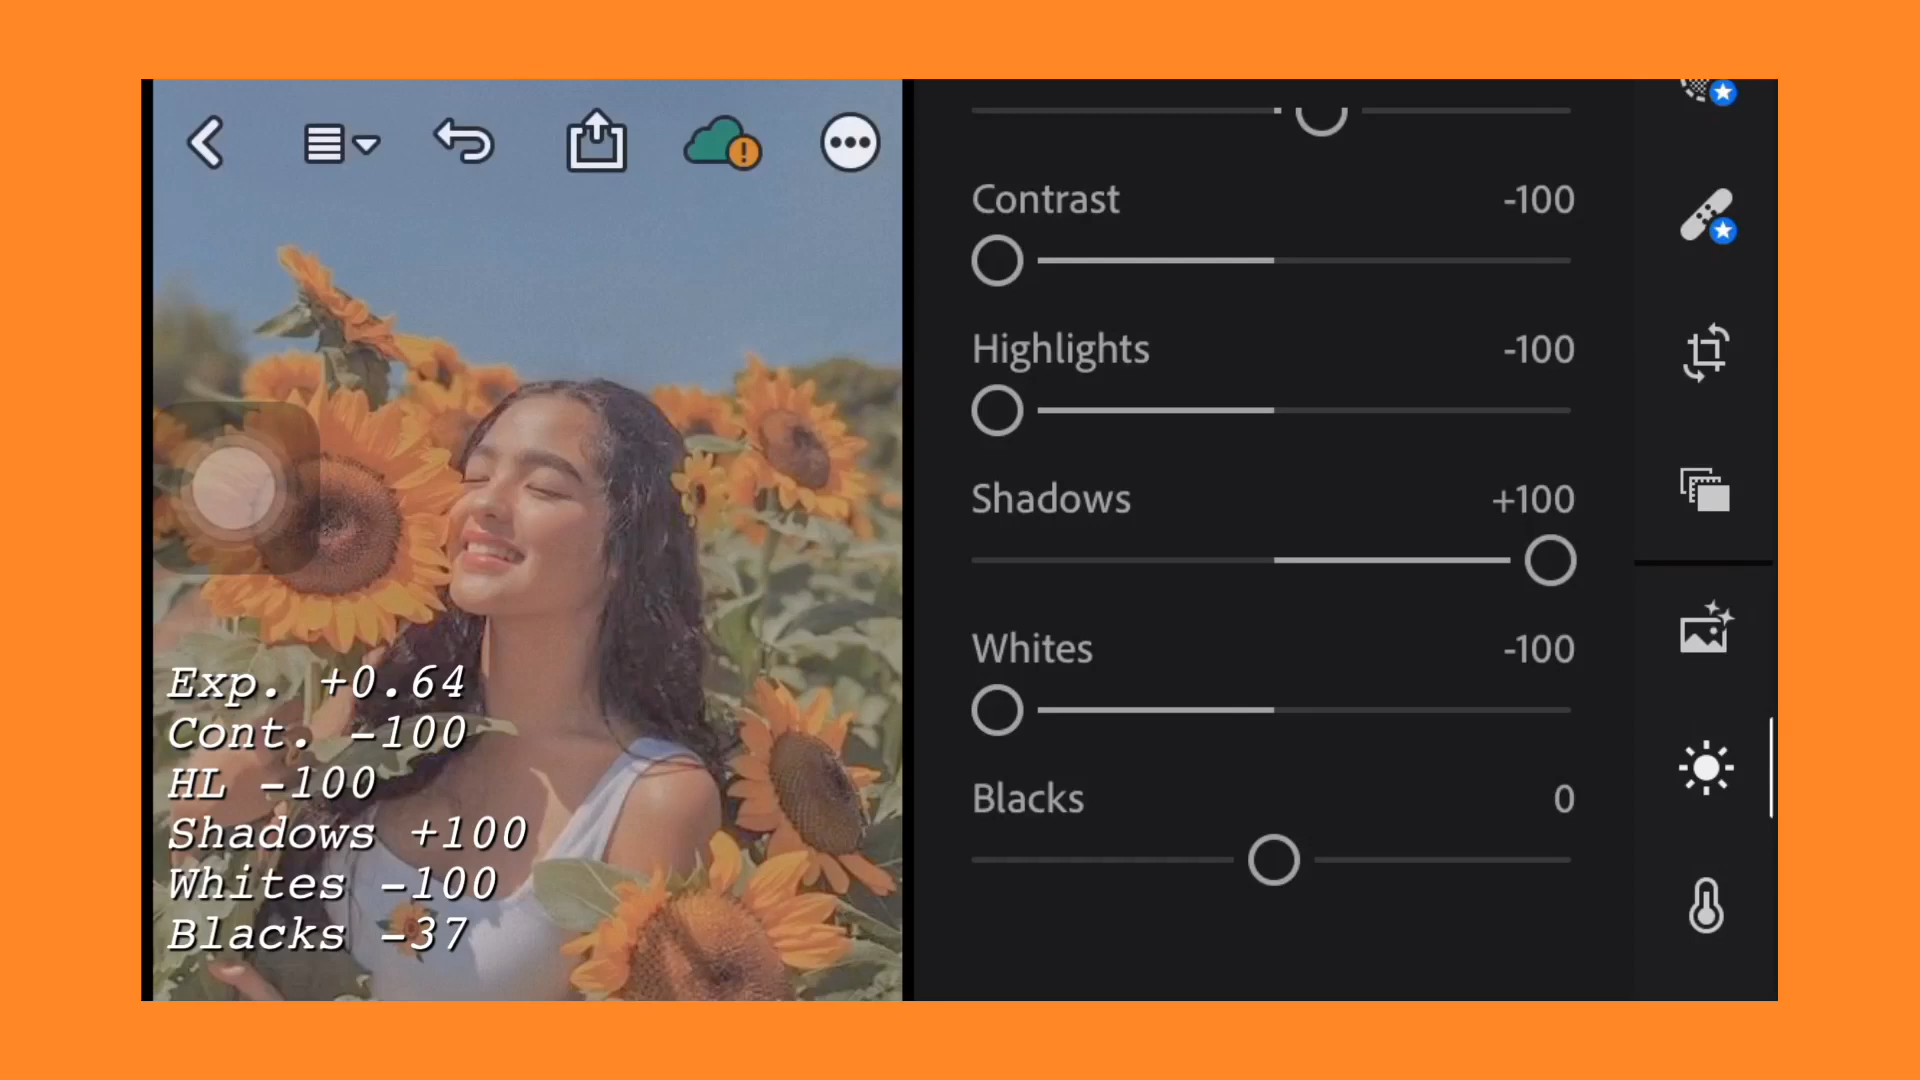 Contrast -100
Highlights -100
Shadows +100
Whites -100
Blacks 0
Exp. +0.64
Cont. -100
HL -100
Shadows +100
Whites -100
Blacks -37